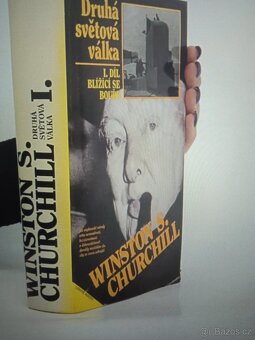 WINSTON S.
CHURCHILL
DRUHÁ
SVĚTOVÁ
VÁLKA
I.
Druhá
světová
válka
I. DÍL
BLÍŽÍCÍ SE
BOUŘE
WINSTON S.
CHURCHILL
Bazos.cz